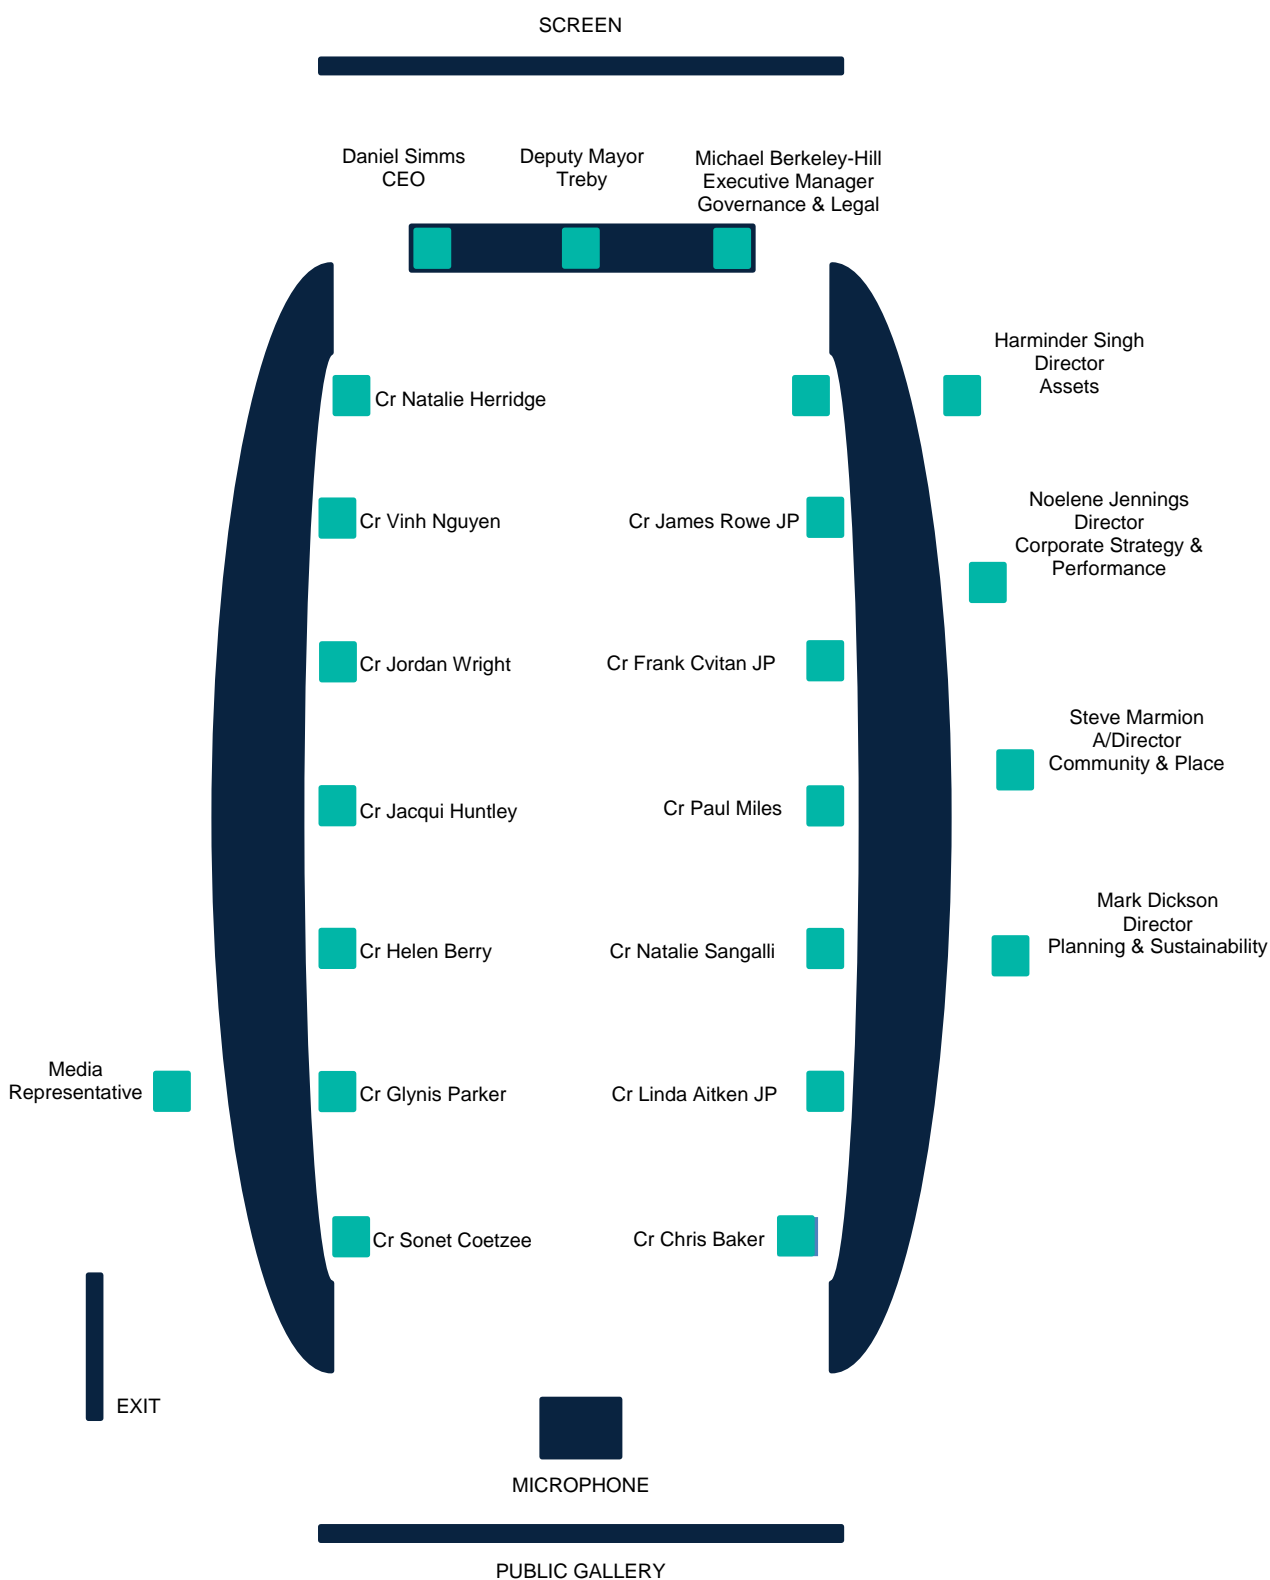 SCREEN
Daniel Simms
CEO
Deputy Mayor
Treby
Michael Berkeley-Hill
Executive Manager
Governance & Legal
Harminder Singh
Director
Assets
Cr Natalie Herridge
Noelene Jennings
Director
Corporate Strategy &
Performance
Cr Vinh Nguyen
Cr James Rowe JP
Cr Jordan Wright
Cr Frank Cvitan JP
Steve Marmion
A/Director
Community & Place
Cr Jacqui Huntley
Cr Paul Miles
Mark Dickson
Director
Planning & Sustainability
Cr Helen Berry
Cr Natalie Sangalli
Media
Representative
Cr Glynis Parker
Cr Linda Aitken JP
Cr Sonet Coetzee
Cr Chris Baker
EXIT
MICROPHONE
PUBLIC GALLERY